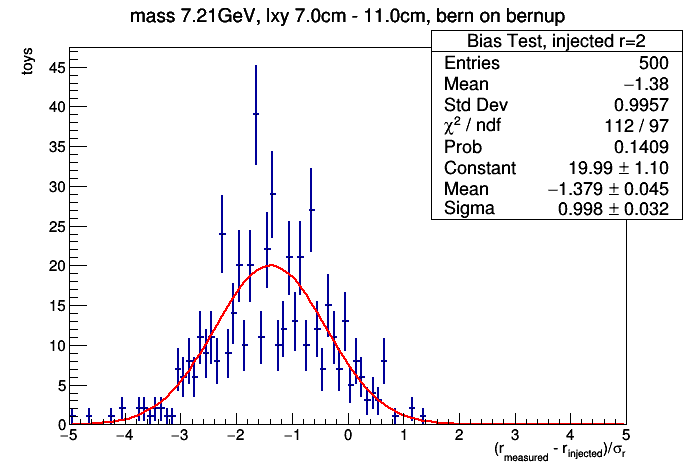 mass 7.21GeV, lxy 7.0cm - 11.0cm, bern on bernup
Bias Test, injected r=2
Entries 500
Mean −1.38
Std Dev 0.9957
χ² / ndf 112 / 97
Prob 0.1409
Constant 19.99 ± 1.10
Mean −1.379 ± 0.045
Sigma 0.998 ± 0.032
toys
45
40
35
30
25
20
15
10
5
0
−5 −4 −3 −2 −1 0 1 2 3 4 5
(r_measured - r_injected)/σ_r